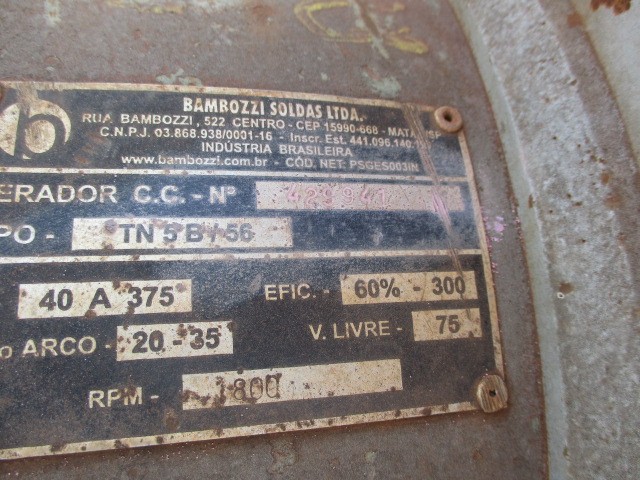 BAMBOZZI SOLDAS LTDA.
RUA BAMBOZZI, 522 CENTRO - CEP 15990-668 - MATÃO/SP
C.N.P.J. 03.868.938/0001-16 - Inscr. Est. 441.096.140.
INDÚSTRIA BRASILEIRA
www.bambozzi.com.br - CÓD. NET: PSGES003IN
ERADOR C.C. - Nº
PO - TN 5 B / 56
40 A 375 EFIC. - 60% - 300
O ARCO - 20 - 35 V. LIVRE - 75
RPM - 1800